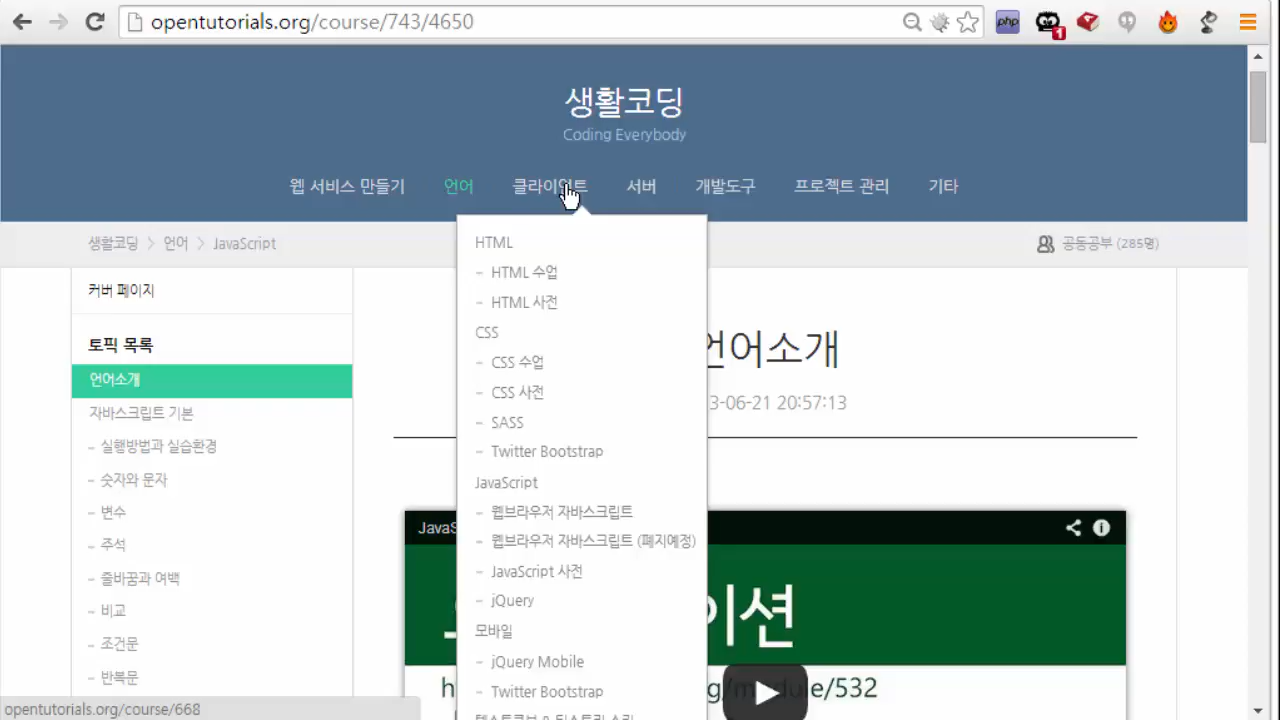 opentutorials.org/course/743/4650
php
1
생활코딩
Coding Everybody
웹 서비스 만들기 언어 클라이언트 서버 개발도구 프로젝트 관리 기타
생활코딩 > 언어 > JavaScript
공동공부 (285명)
커버 페이지
토픽 목록
언어소개
자바스크립트 기본
- 실행방법과 실습환경
- 숫자와 문자
- 변수
- 주석
- 줄바꿈과 여백
- 비교
- 조건문
- 반복문
HTML
- HTML 수업
- HTML 사전
CSS
- CSS 수업
- CSS 사전
- SASS
- Twitter Bootstrap
JavaScript
- 웹브라우저 자바스크립트
- 웹브라우저 자바스크립트 (폐지예정)
- JavaScript 사전
- jQuery
모바일
- jQuery Mobile
- Twitter Bootstrap
언어소개
3-06-21 20:57:13
JavaS
이션
g/module/532
opentutorials.org/course/668